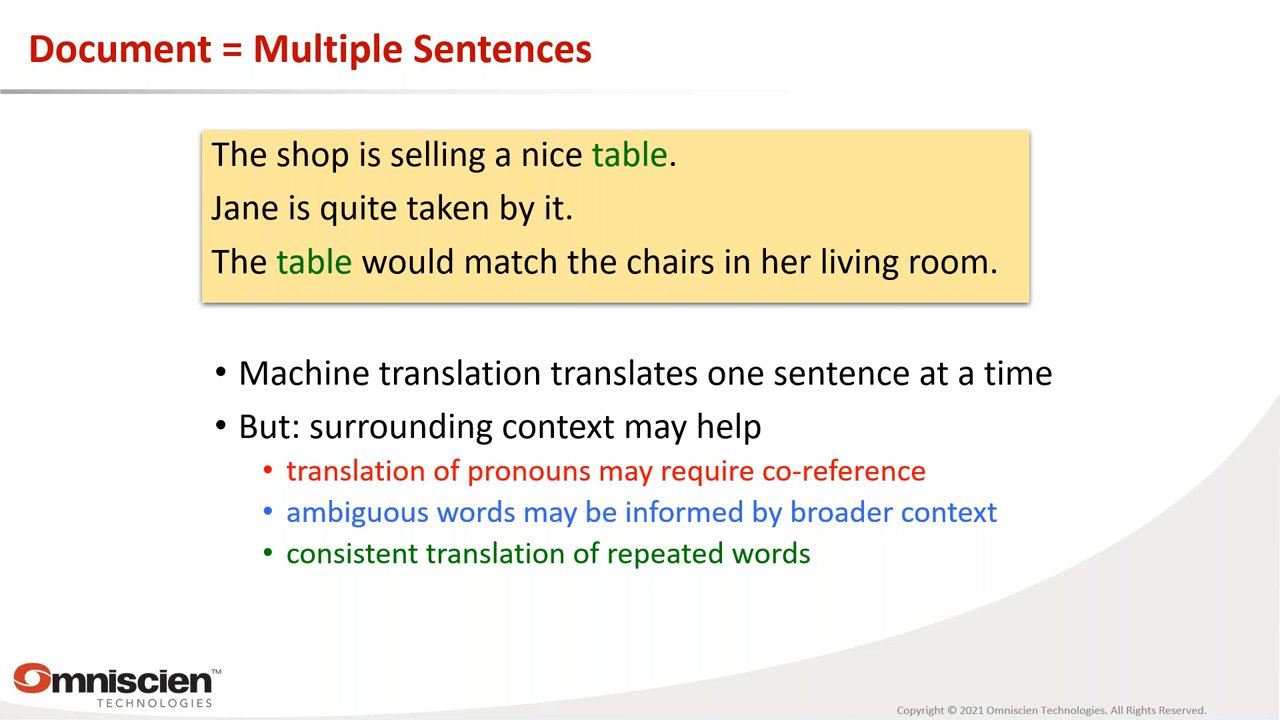 Document = Multiple Sentences
The shop is selling a nice table.
Jane is quite taken by it.
The table would match the chairs in her living room.
• Machine translation translates one sentence at a time
• But: surrounding context may help
• translation of pronouns may require co-reference
• ambiguous words may be informed by broader context
• consistent translation of repeated words
Omniscien™
TECHNOLOGIES
Copyright © 2021 Omniscien Technologies. All Rights Reserved.